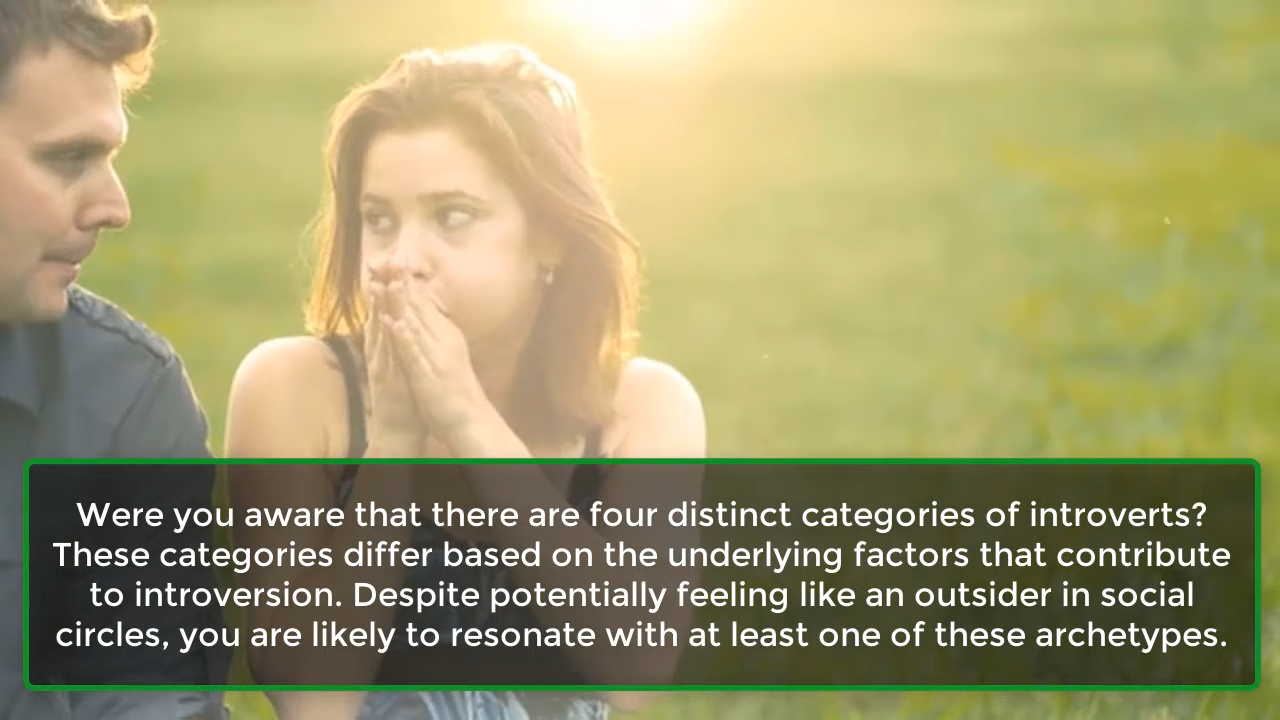 Were you aware that there are four distinct categories of introverts?
These categories differ based on the underlying factors that contribute
to introversion. Despite potentially feeling like an outsider in social
circles, you are likely to resonate with at least one of these archetypes.